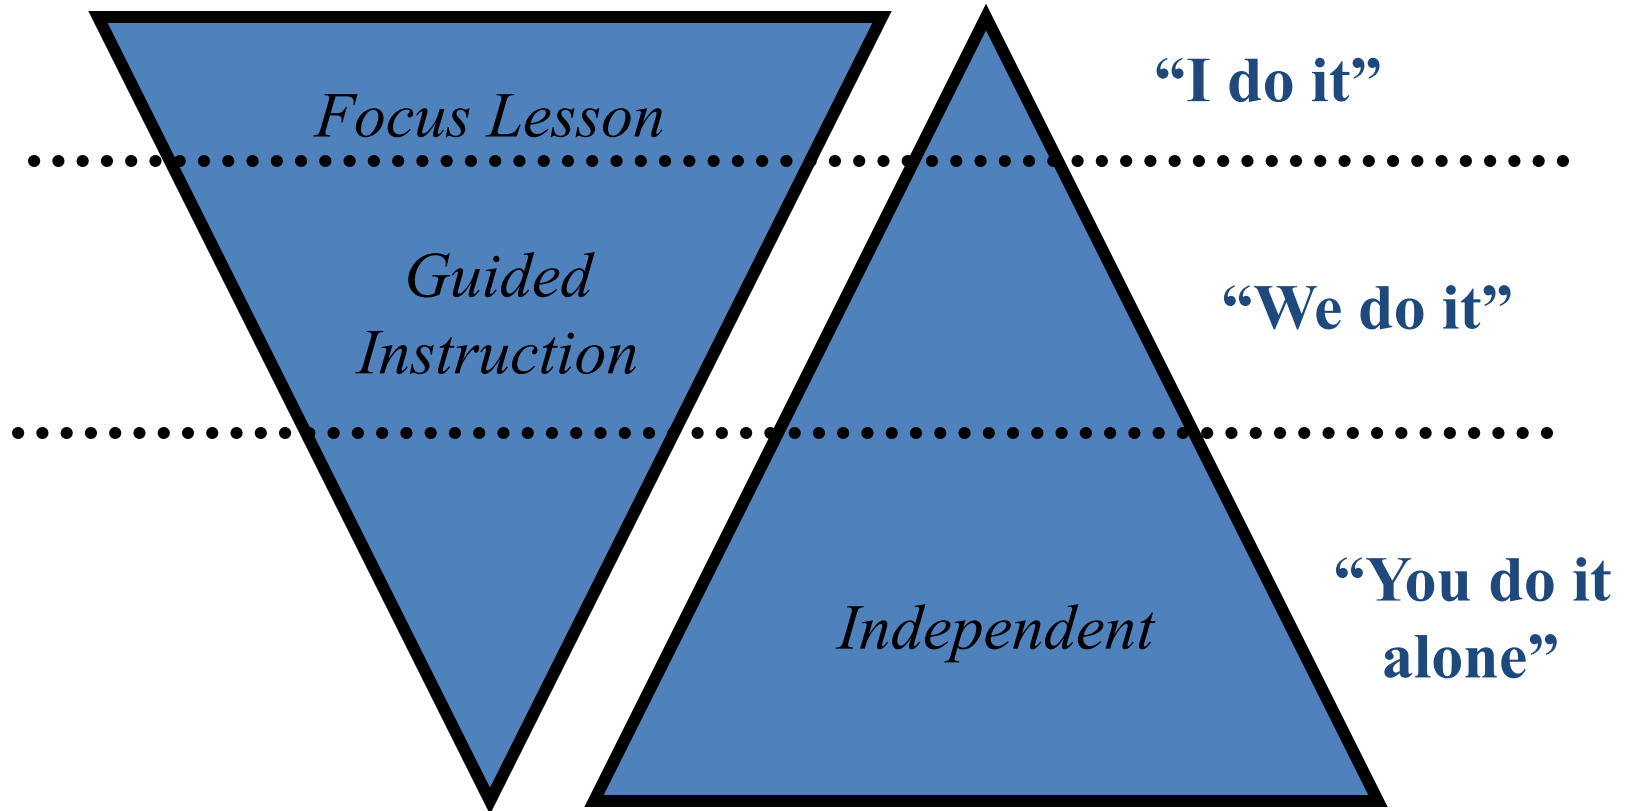 “I do it”
Focus Lesson
Guided
Instruction
“We do it”
Independent
“You do it
alone”